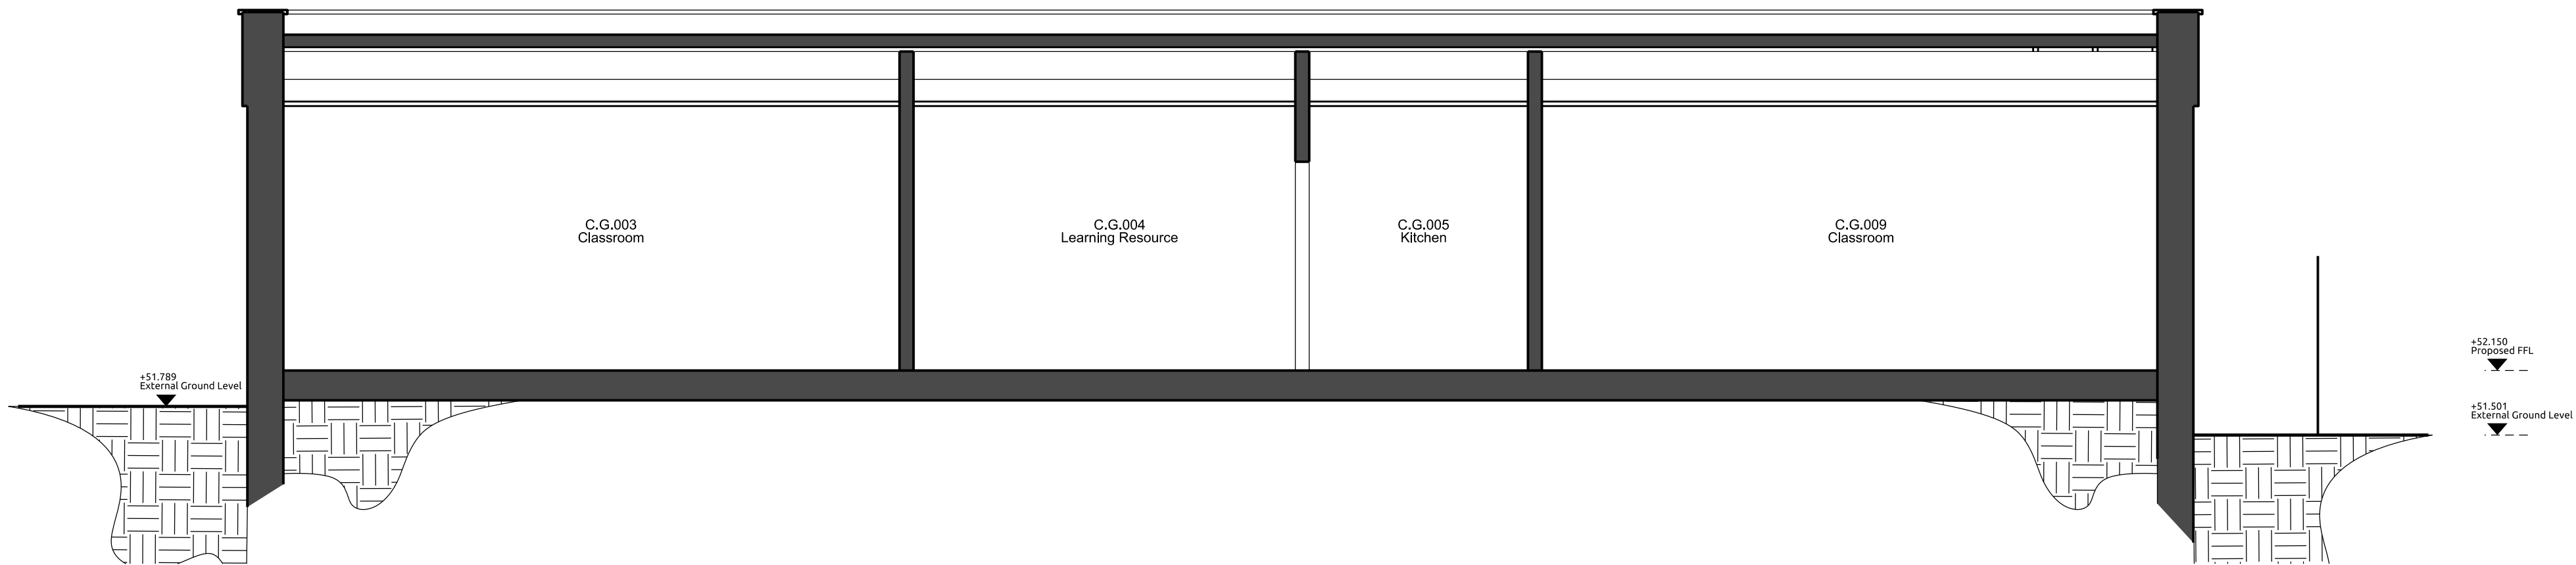 C.G.003
Classroom
C.G.004
Learning Resource
C.G.005
Kitchen
C.G.009
Classroom
+51.789
External Ground Level
+52.150
Proposed FFL
+51.501
External Ground Level